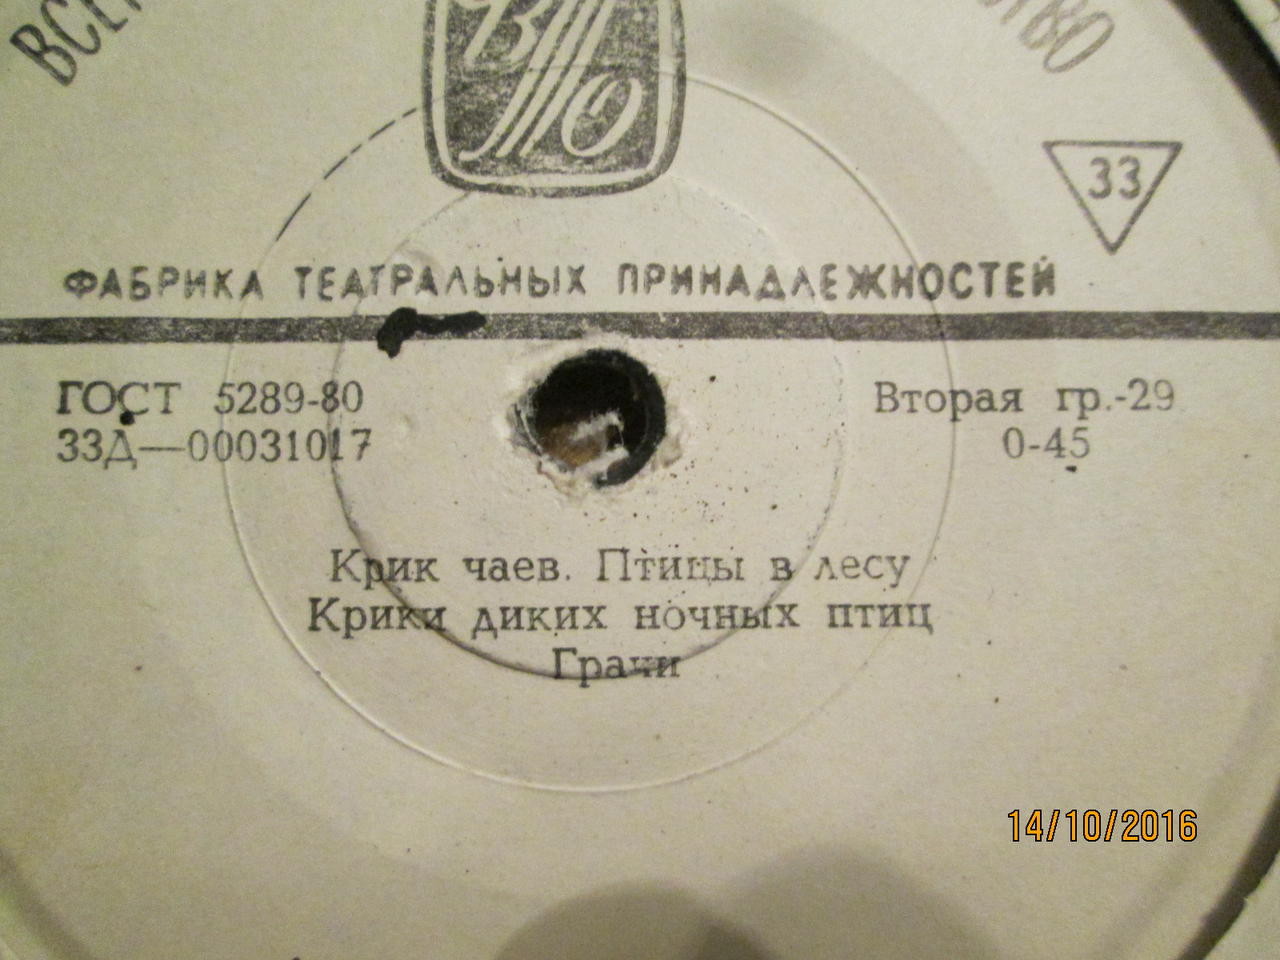 ВТО
33
ФАБРИКА ТЕАТРАЛЬНЫХ ПРИНАДЛЕЖНОСТЕЙ
ГОСТ 5289-80
33Д—00031017
Вторая гр.-29
0-45
Крик чаев. Птицы в лесу
Крики диких ночных птиц
Грачи
14/10/2016